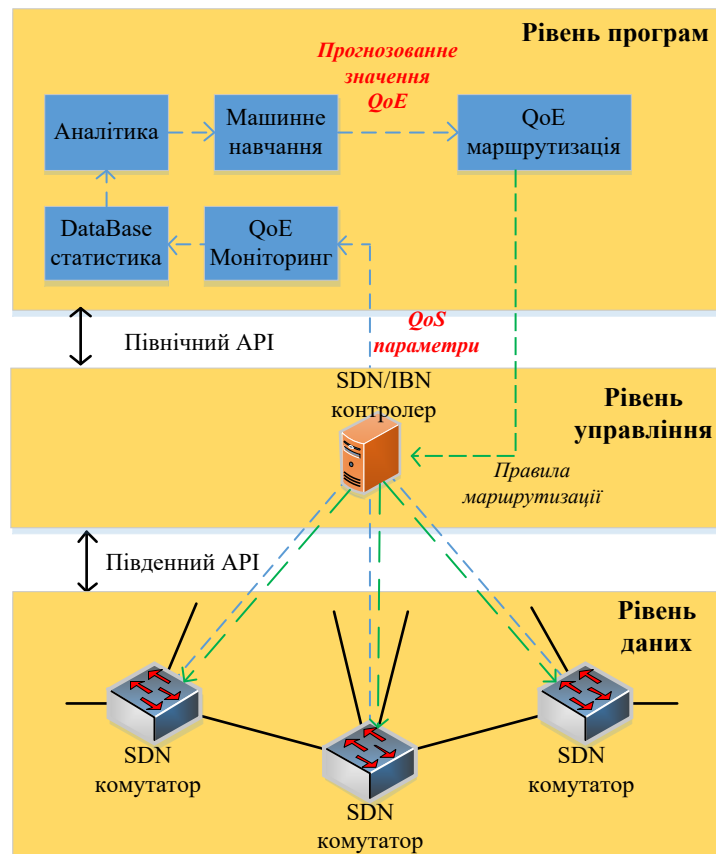 Рівень програм
Прогнозованне
значення
QoE
Аналітика
Машинне
навчання
QoE
маршрутизація
DataBase
статистика
QoE
Моніторинг
Північний API
QoS
параметри
SDN/IBN
контролер
Рівень
управління
Правила
маршрутизації
Південний API
Рівень
даних
SDN
комутатор
SDN
комутатор
SDN
комутатор